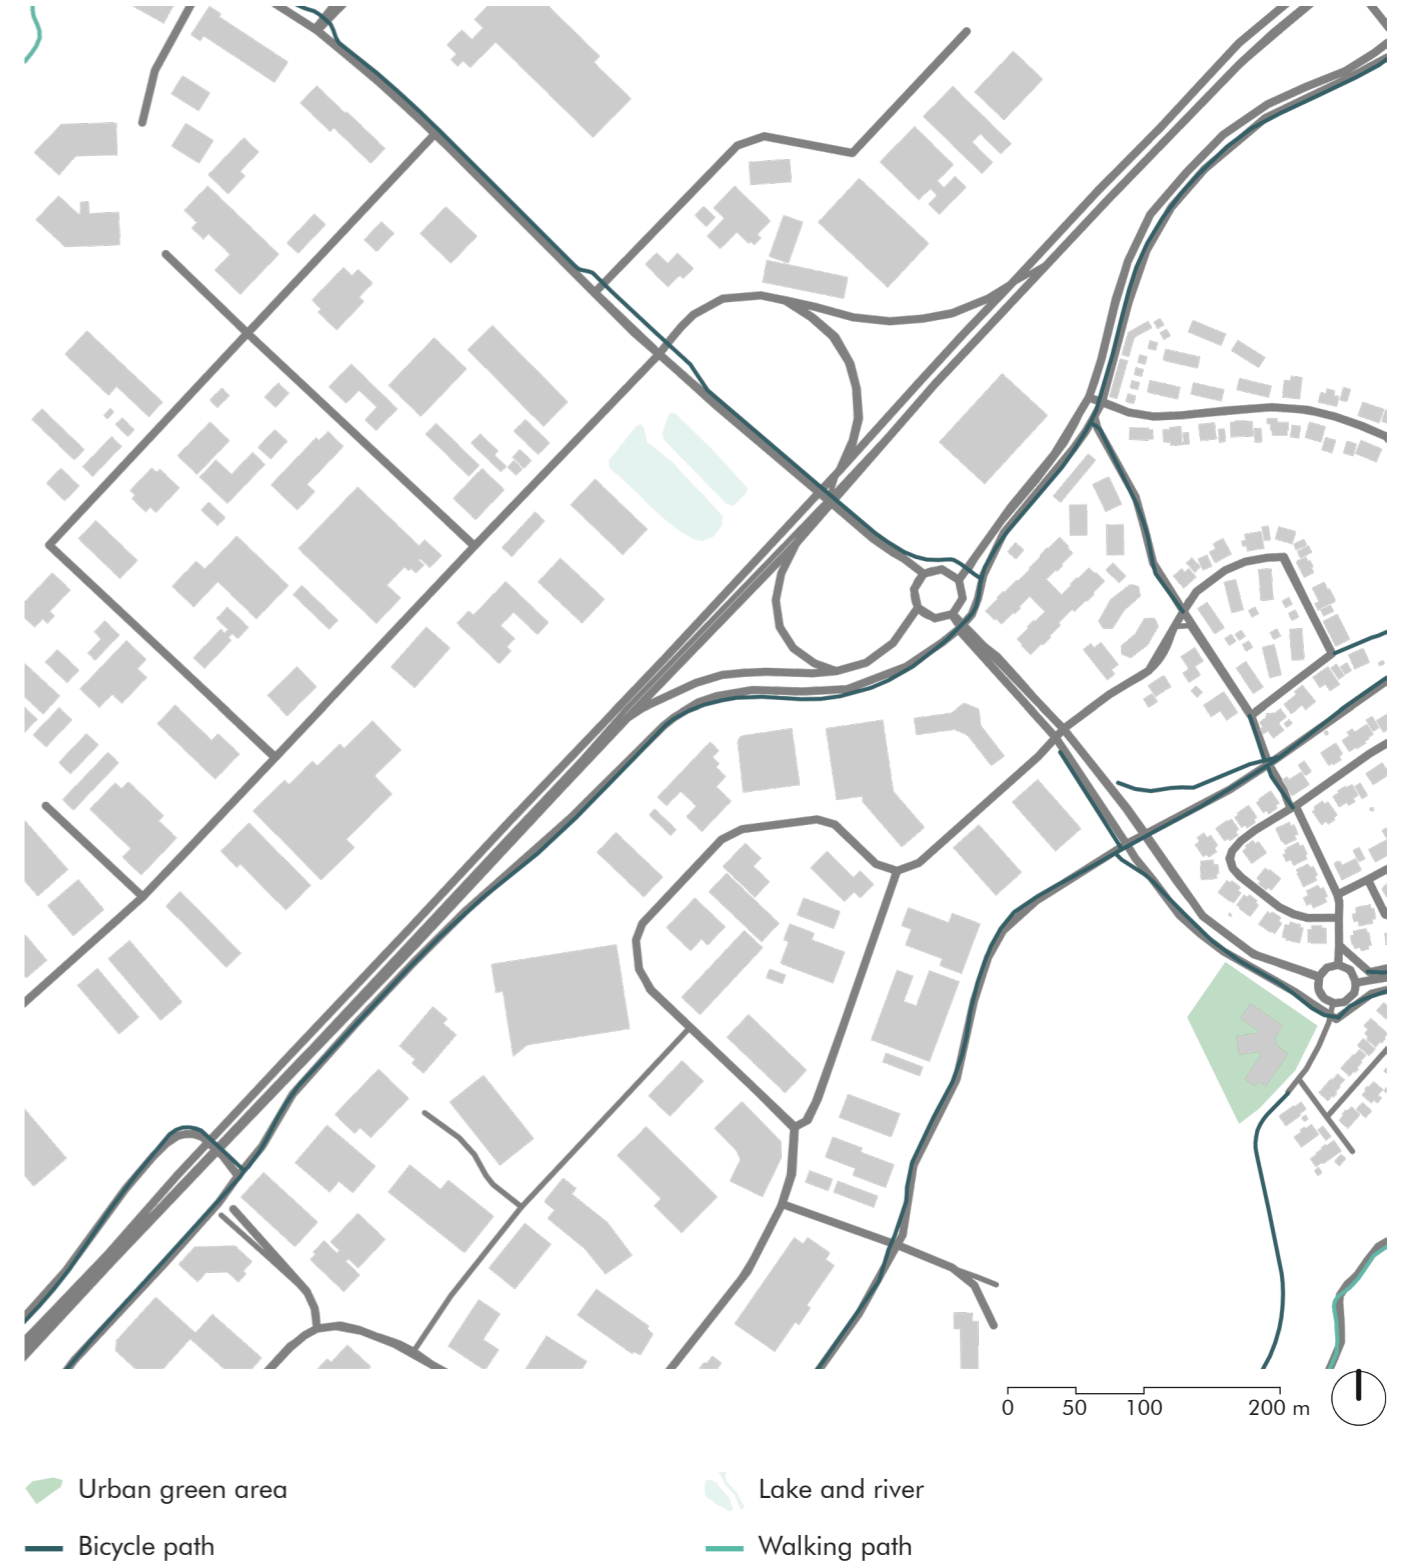 0 50 100 200 m
Urban green area
Lake and river
Bicycle path
Walking path